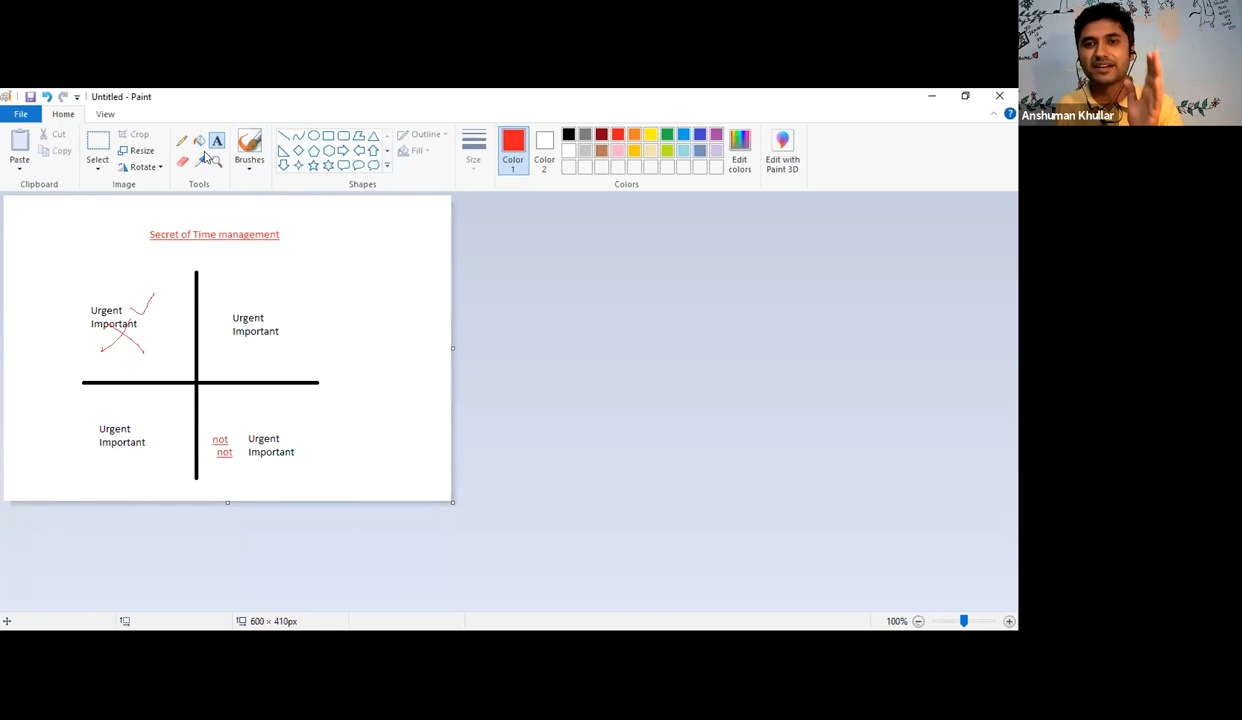 Untitled - Paint
File Home View
Cut
Copy
Paste
Clipboard
Crop
Resize
Rotate
Select
Image
A
Tools
Brushes
Outline
Fill
Shapes
Size
Color 1
Color 2
Edit colors
Edit with Paint 3D
Colors
Anshuman Khullar
Secret of Time management
Urgent
Important
Urgent
Important
Urgent
Important
not Urgent
not Important
600 × 410px
100%